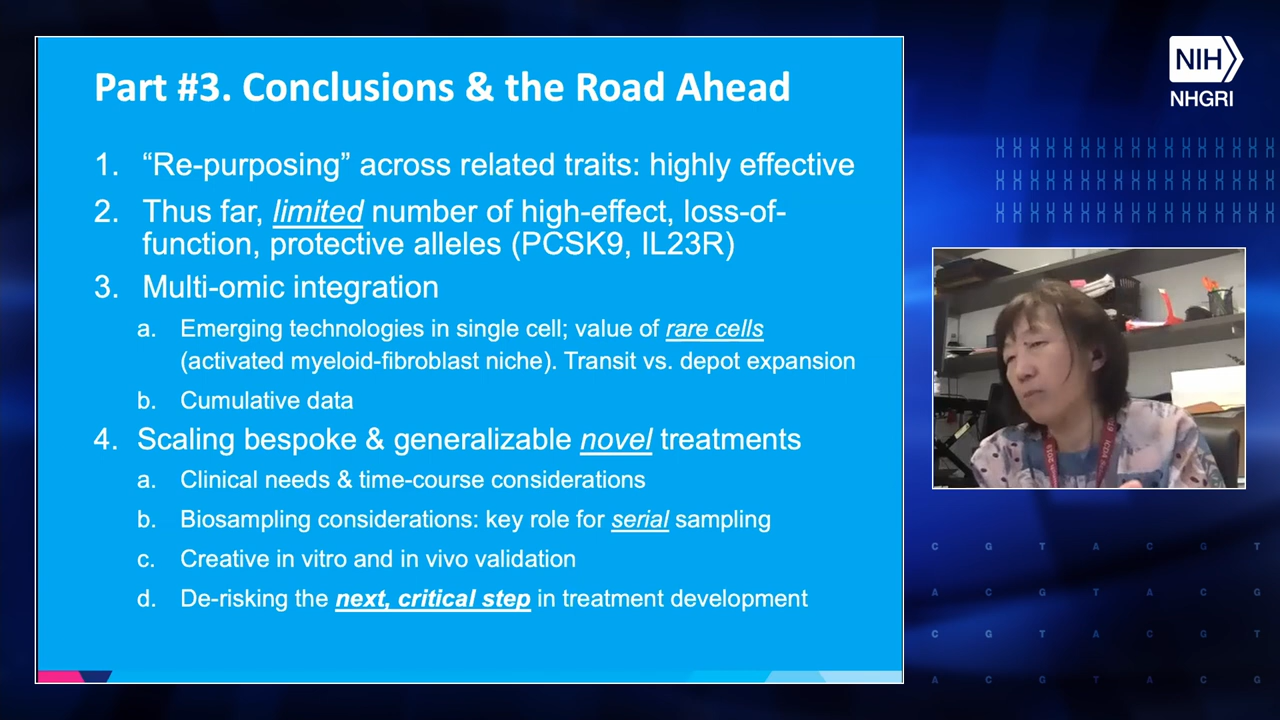 Part #3. Conclusions & the Road Ahead
1. “Re-purposing” across related traits: highly effective
2. Thus far, limited number of high-effect, loss-of-
function, protective alleles (PCSK9, IL23R)
3. Multi-omic integration
a. Emerging technologies in single cell; value of rare cells
(activated myeloid-fibroblast niche). Transit vs. depot expansion
b. Cumulative data
4. Scaling bespoke & generalizable novel treatments
a. Clinical needs & time-course considerations
b. Biosampling considerations: key role for serial sampling
c. Creative in vitro and in vivo validation
d. De-risking the next, critical step in treatment development
NIH
NHGRI
C G T A C G T
A C G T A C G
C G T A C G T
A C G T A C G